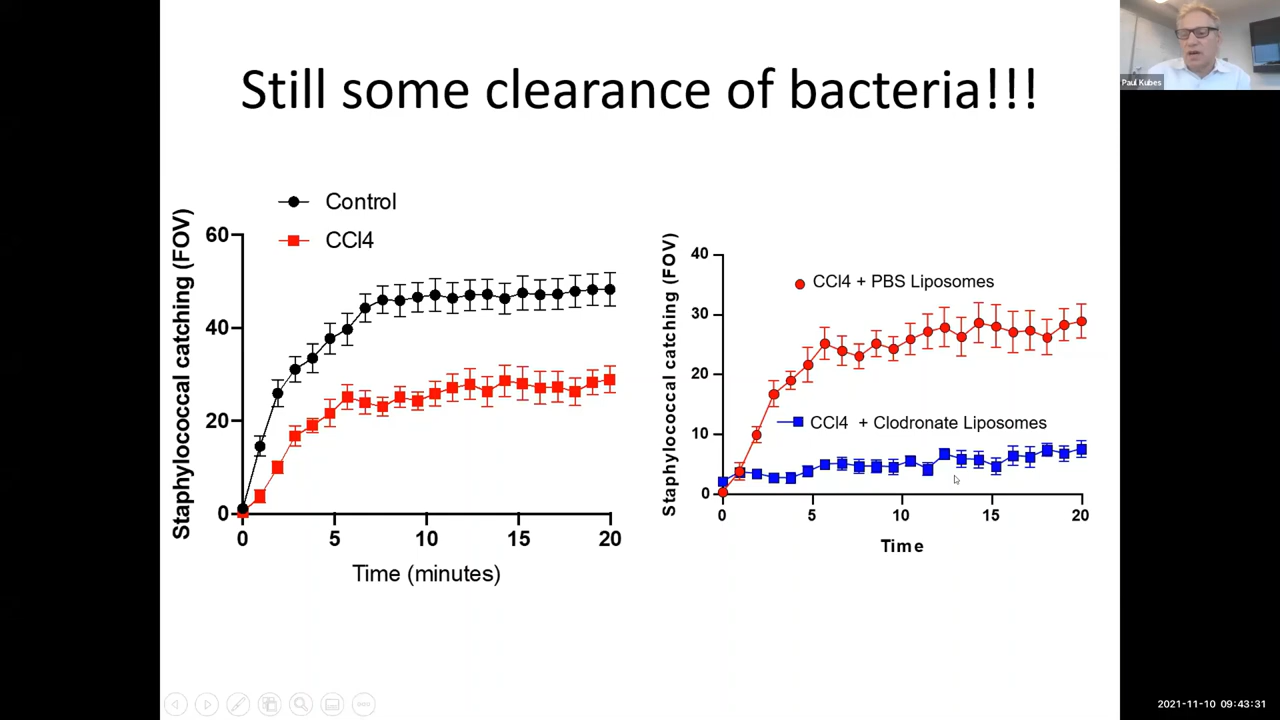 Still some clearance of bacteria!!!
Paul Kubes
Control
CCl4
Staphylococcal catching (FOV)
60
40
20
0
0 5 10 15 20
Time (minutes)
Staphylococcal catching (FOV)
40
30
20
10
0
CCl4 + PBS Liposomes
CCl4 + Clodronate Liposomes
0 5 10 15 20
Time
2021-11-10 09:43:31